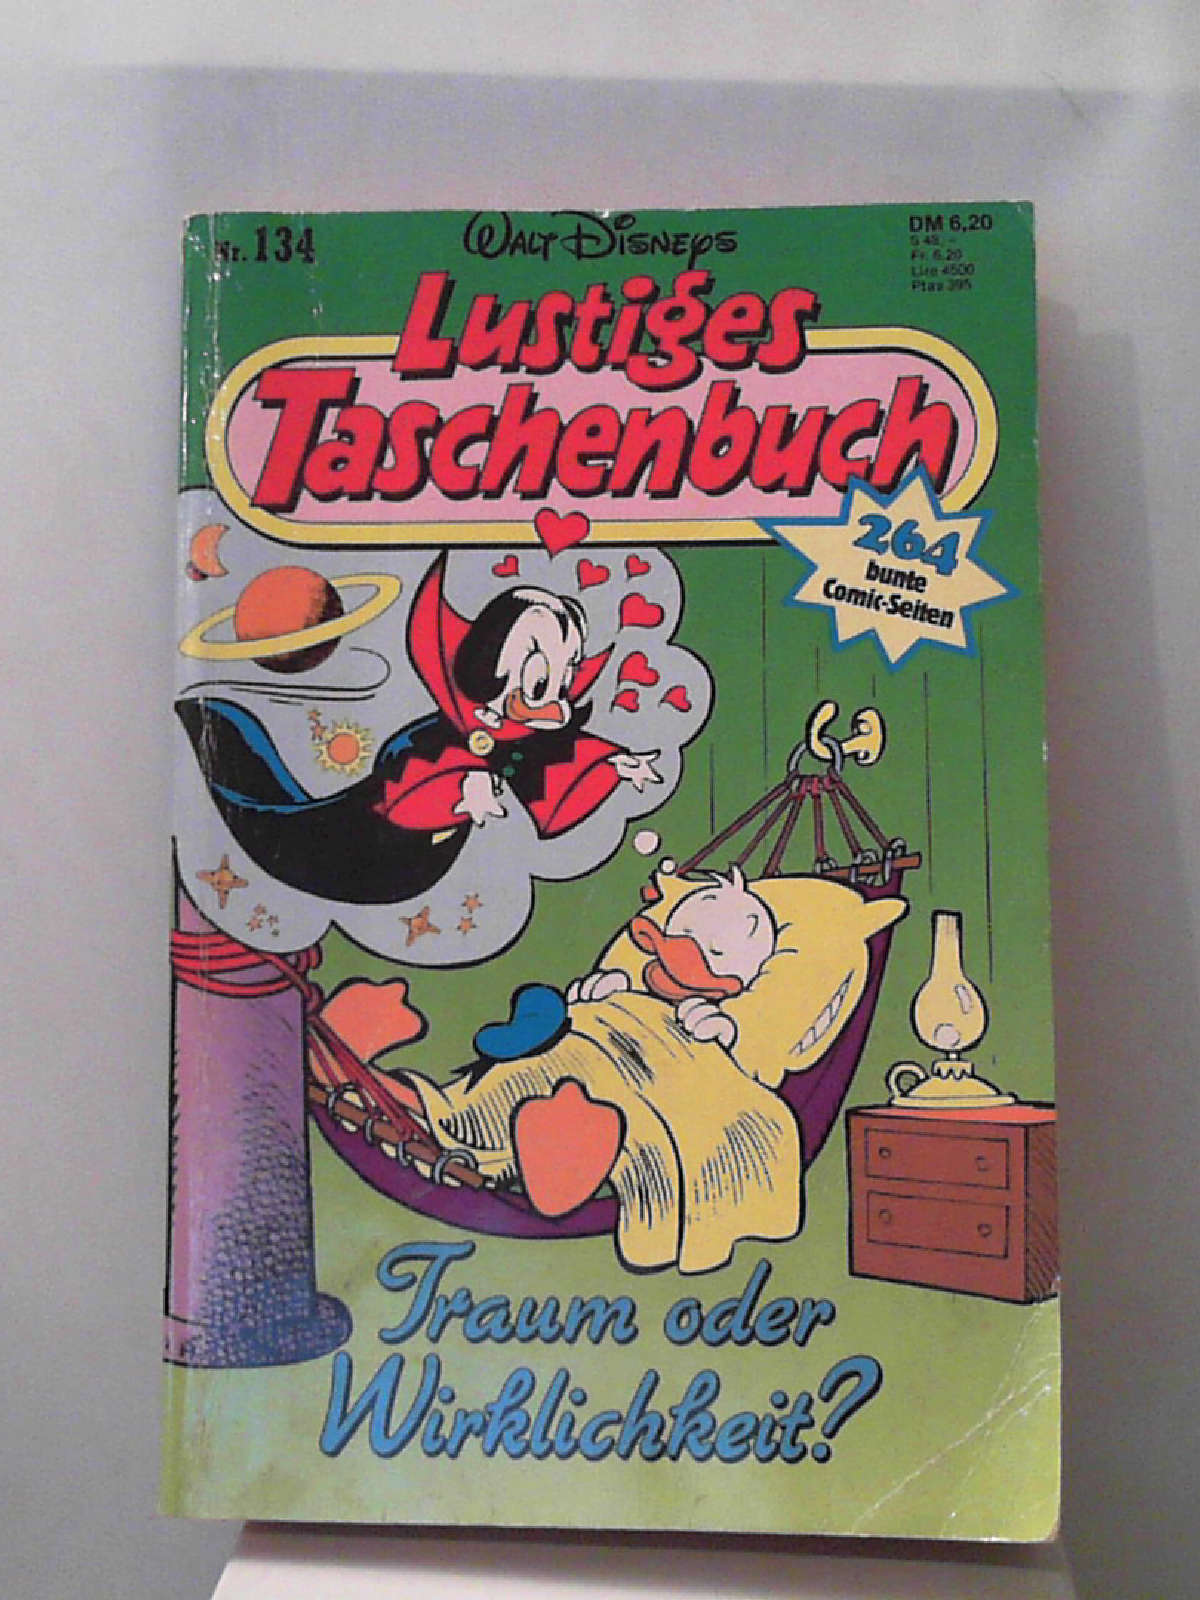 Nr. 134
WALT DISNEYS
DM 6,20
S 48,–
Fr. 6.20
Lire 4500
Ptas 395
Lustiges
Taschenbuch
264
bunte
Comic-Seiten
Traum oder
Wirklichkeit?